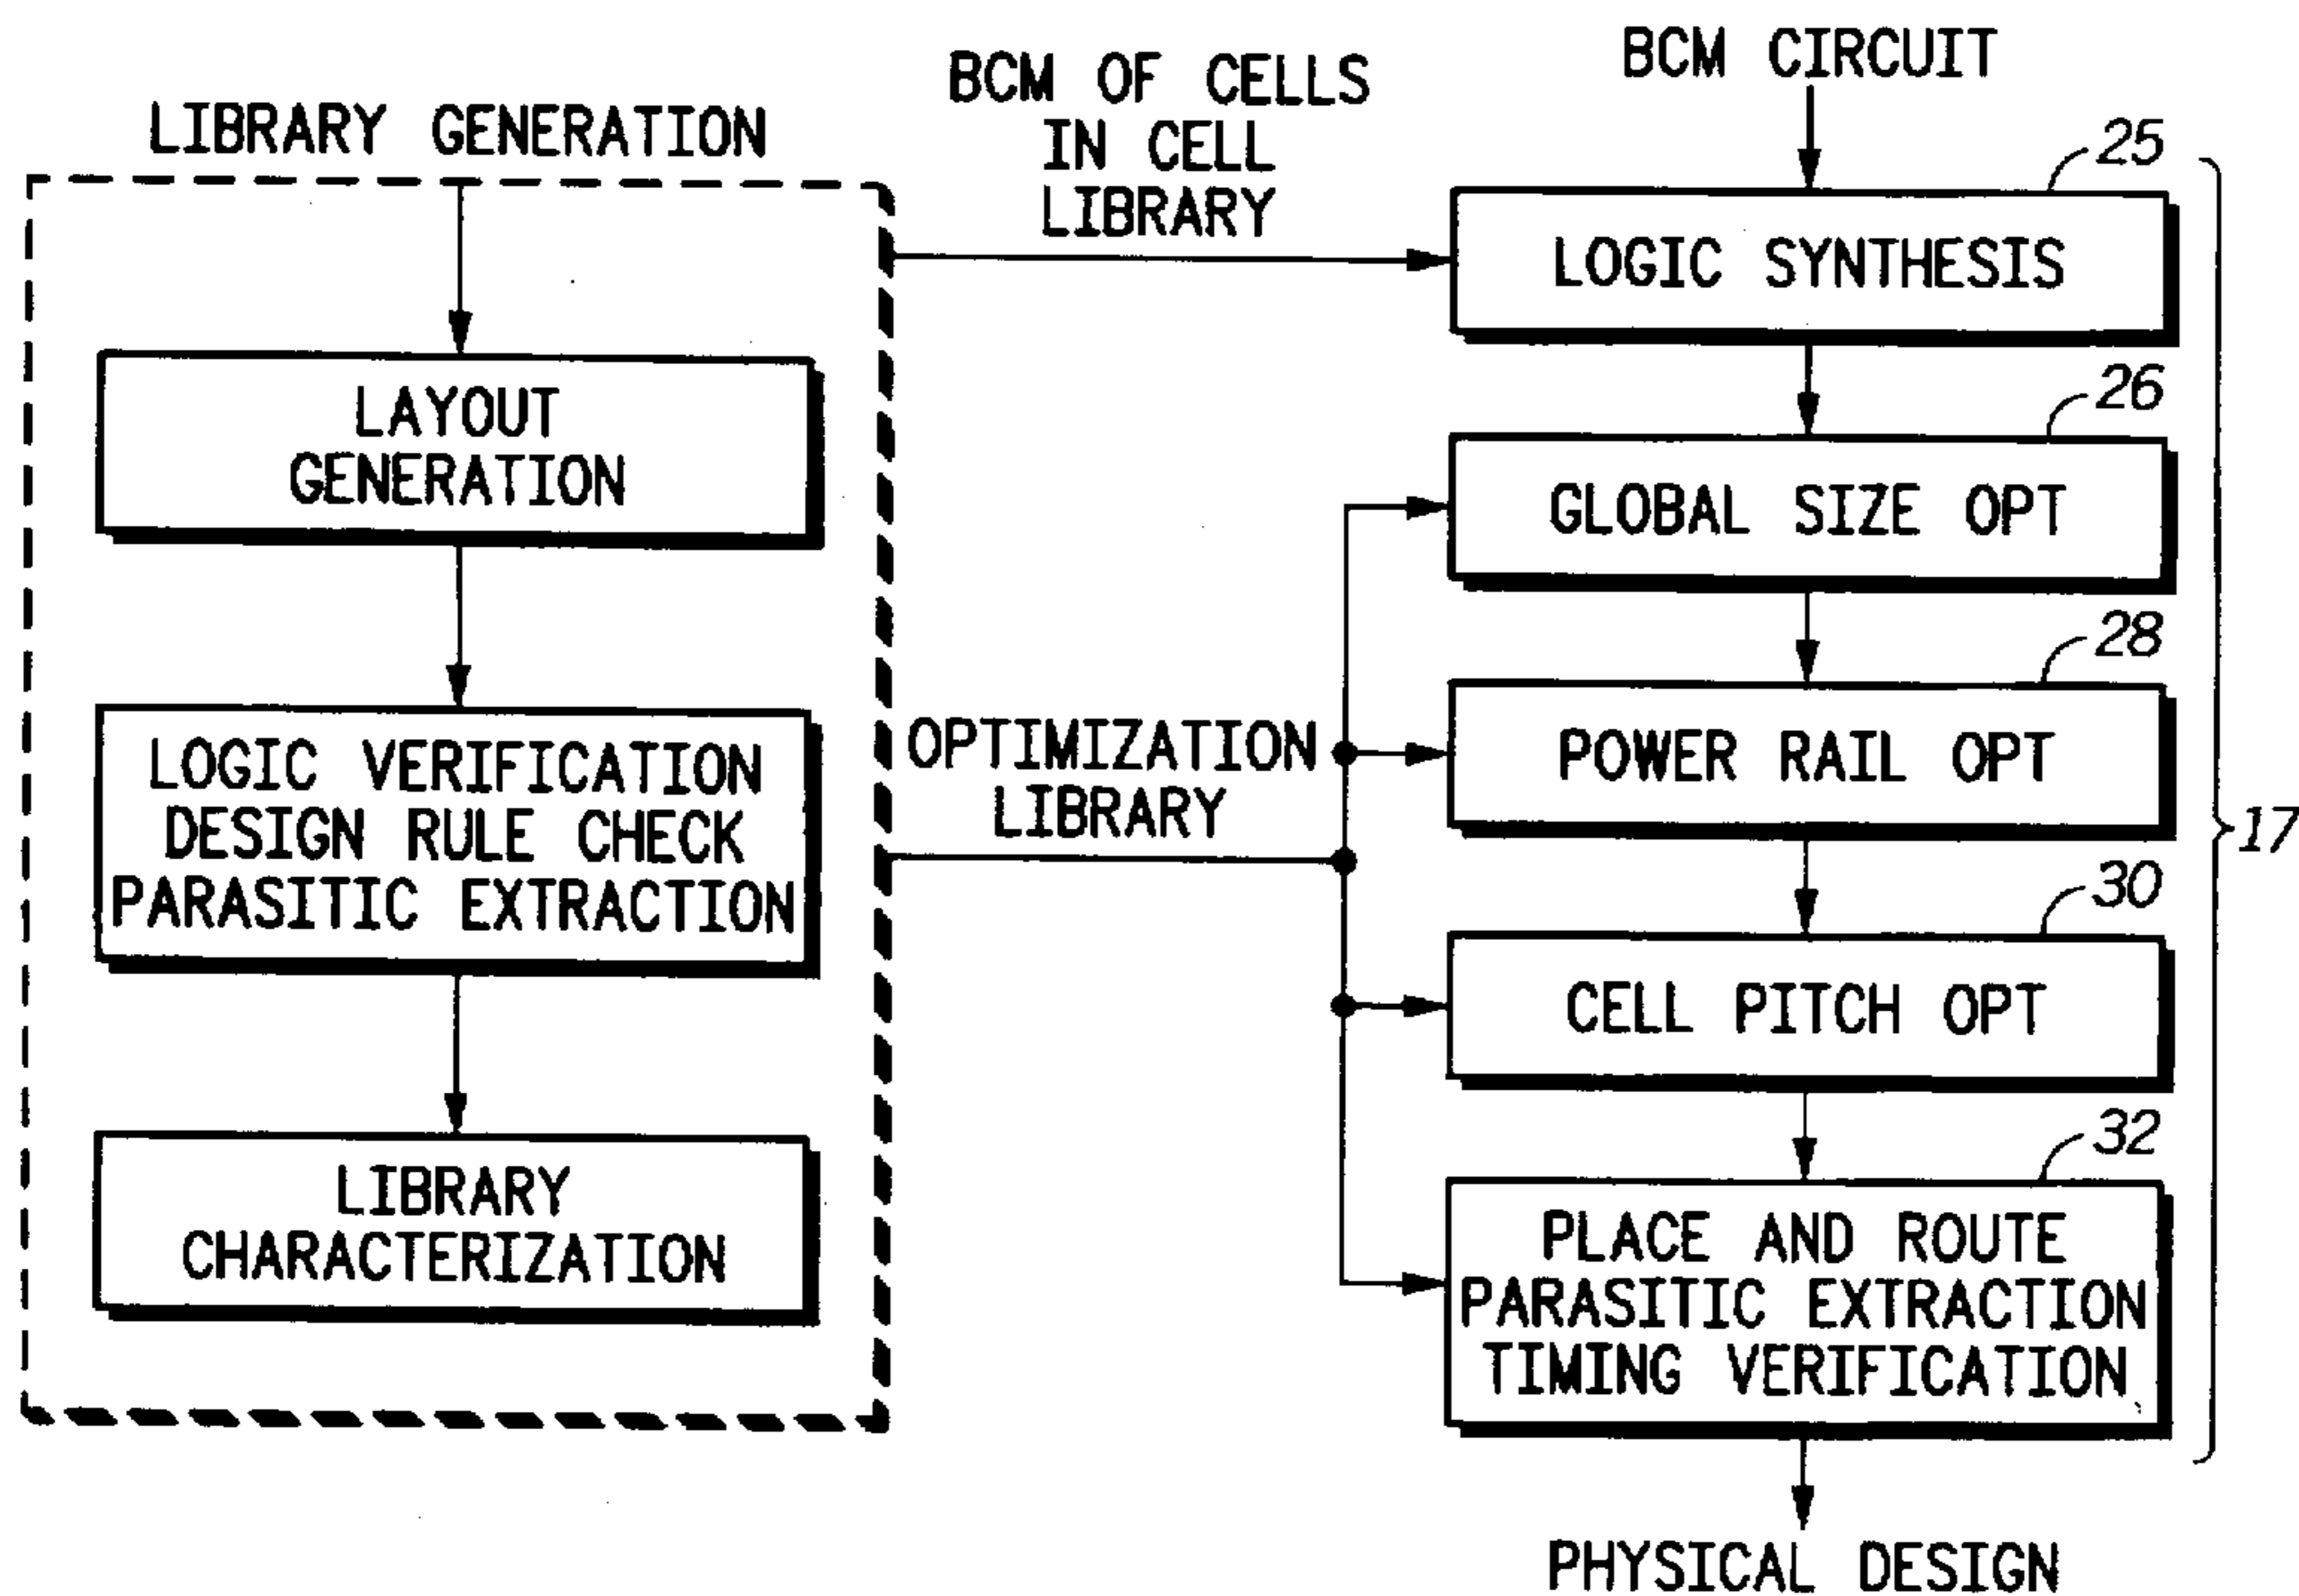 LIBRARY GENERATION
LAYOUT
GENERATION
LOGIC VERIFICATION
DESIGN RULE CHECK
PARASITIC EXTRACTION
LIBRARY
CHARACTERIZATION
BCM OF CELLS
IN CELL
LIBRARY
OPTIMIZATION
LIBRARY
BCM CIRCUIT
25
LOGIC SYNTHESIS
26
GLOBAL SIZE OPT
28
POWER RAIL OPT
17
30
CELL PITCH OPT
32
PLACE AND ROUTE
PARASITIC EXTRACTION
TIMING VERIFICATION
PHYSICAL DESIGN